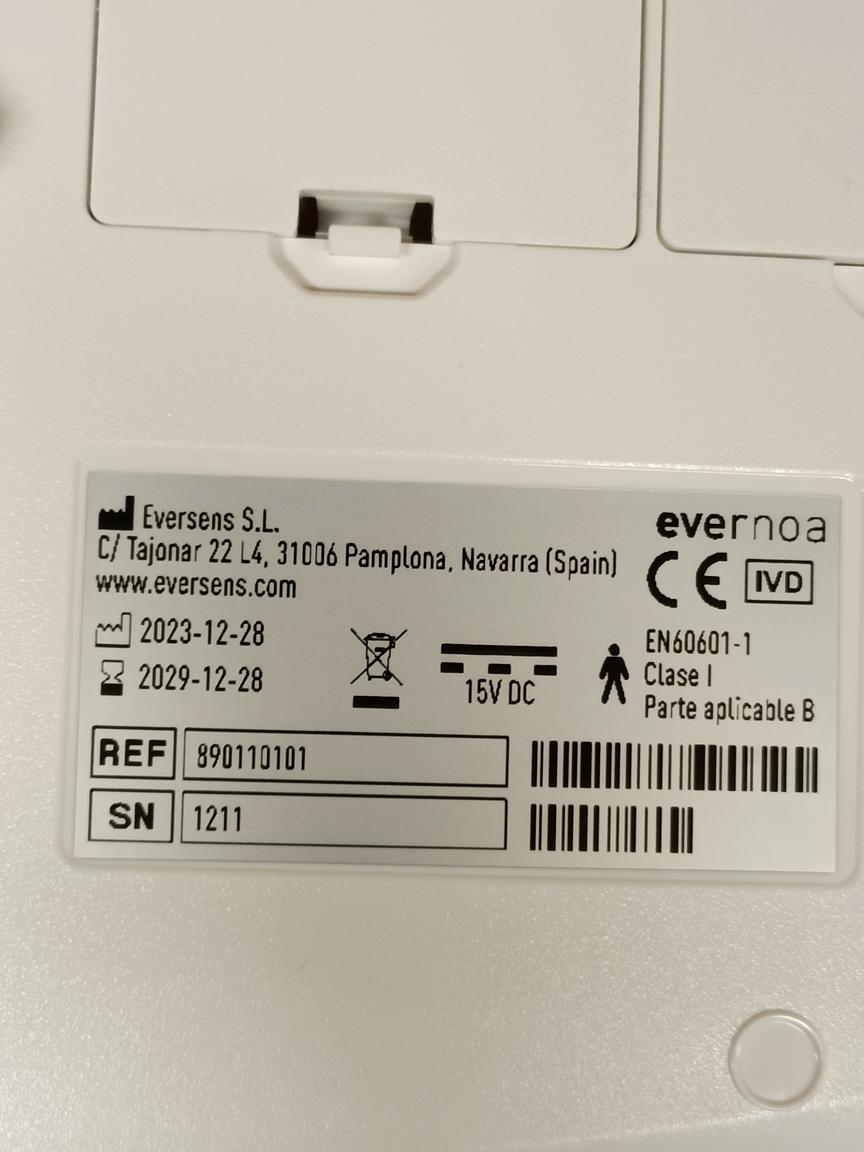 Eversens S.L.
C/ Tajonar 22 L4, 31006 Pamplona, Navarra (Spain)
www.eversens.com
evernoa
CE IVD
2023-12-28
2029-12-28
15V DC
EN60601-1
Clase I
Parte aplicable B
REF 890110101
SN 1211